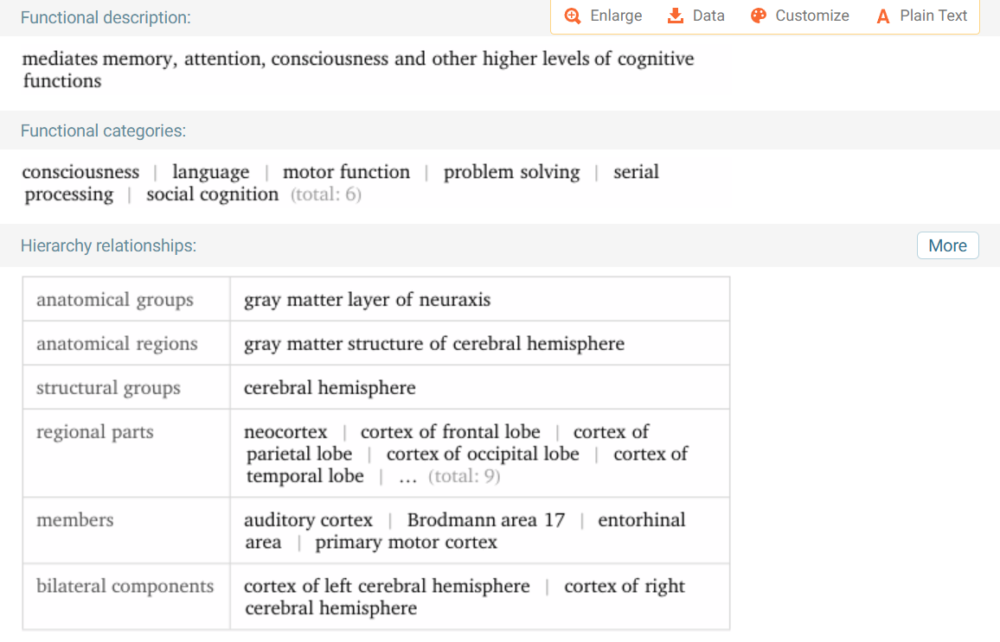 Functional description:
Enlarge Data Customize Plain Text
mediates memory, attention, consciousness and other higher levels of cognitive
functions
Functional categories:
consciousness | language | motor function | problem solving | serial
processing | social cognition (total: 6)
Hierarchy relationships:
More
anatomical groups gray matter layer of neuraxis
anatomical regions gray matter structure of cerebral hemisphere
structural groups cerebral hemisphere
regional parts neocortex | cortex of frontal lobe | cortex of
parietal lobe | cortex of occipital lobe | cortex of
temporal lobe | … (total: 9)
members auditory cortex | Brodmann area 17 | entorhinal
area | primary motor cortex
bilateral components cortex of left cerebral hemisphere | cortex of right
cerebral hemisphere